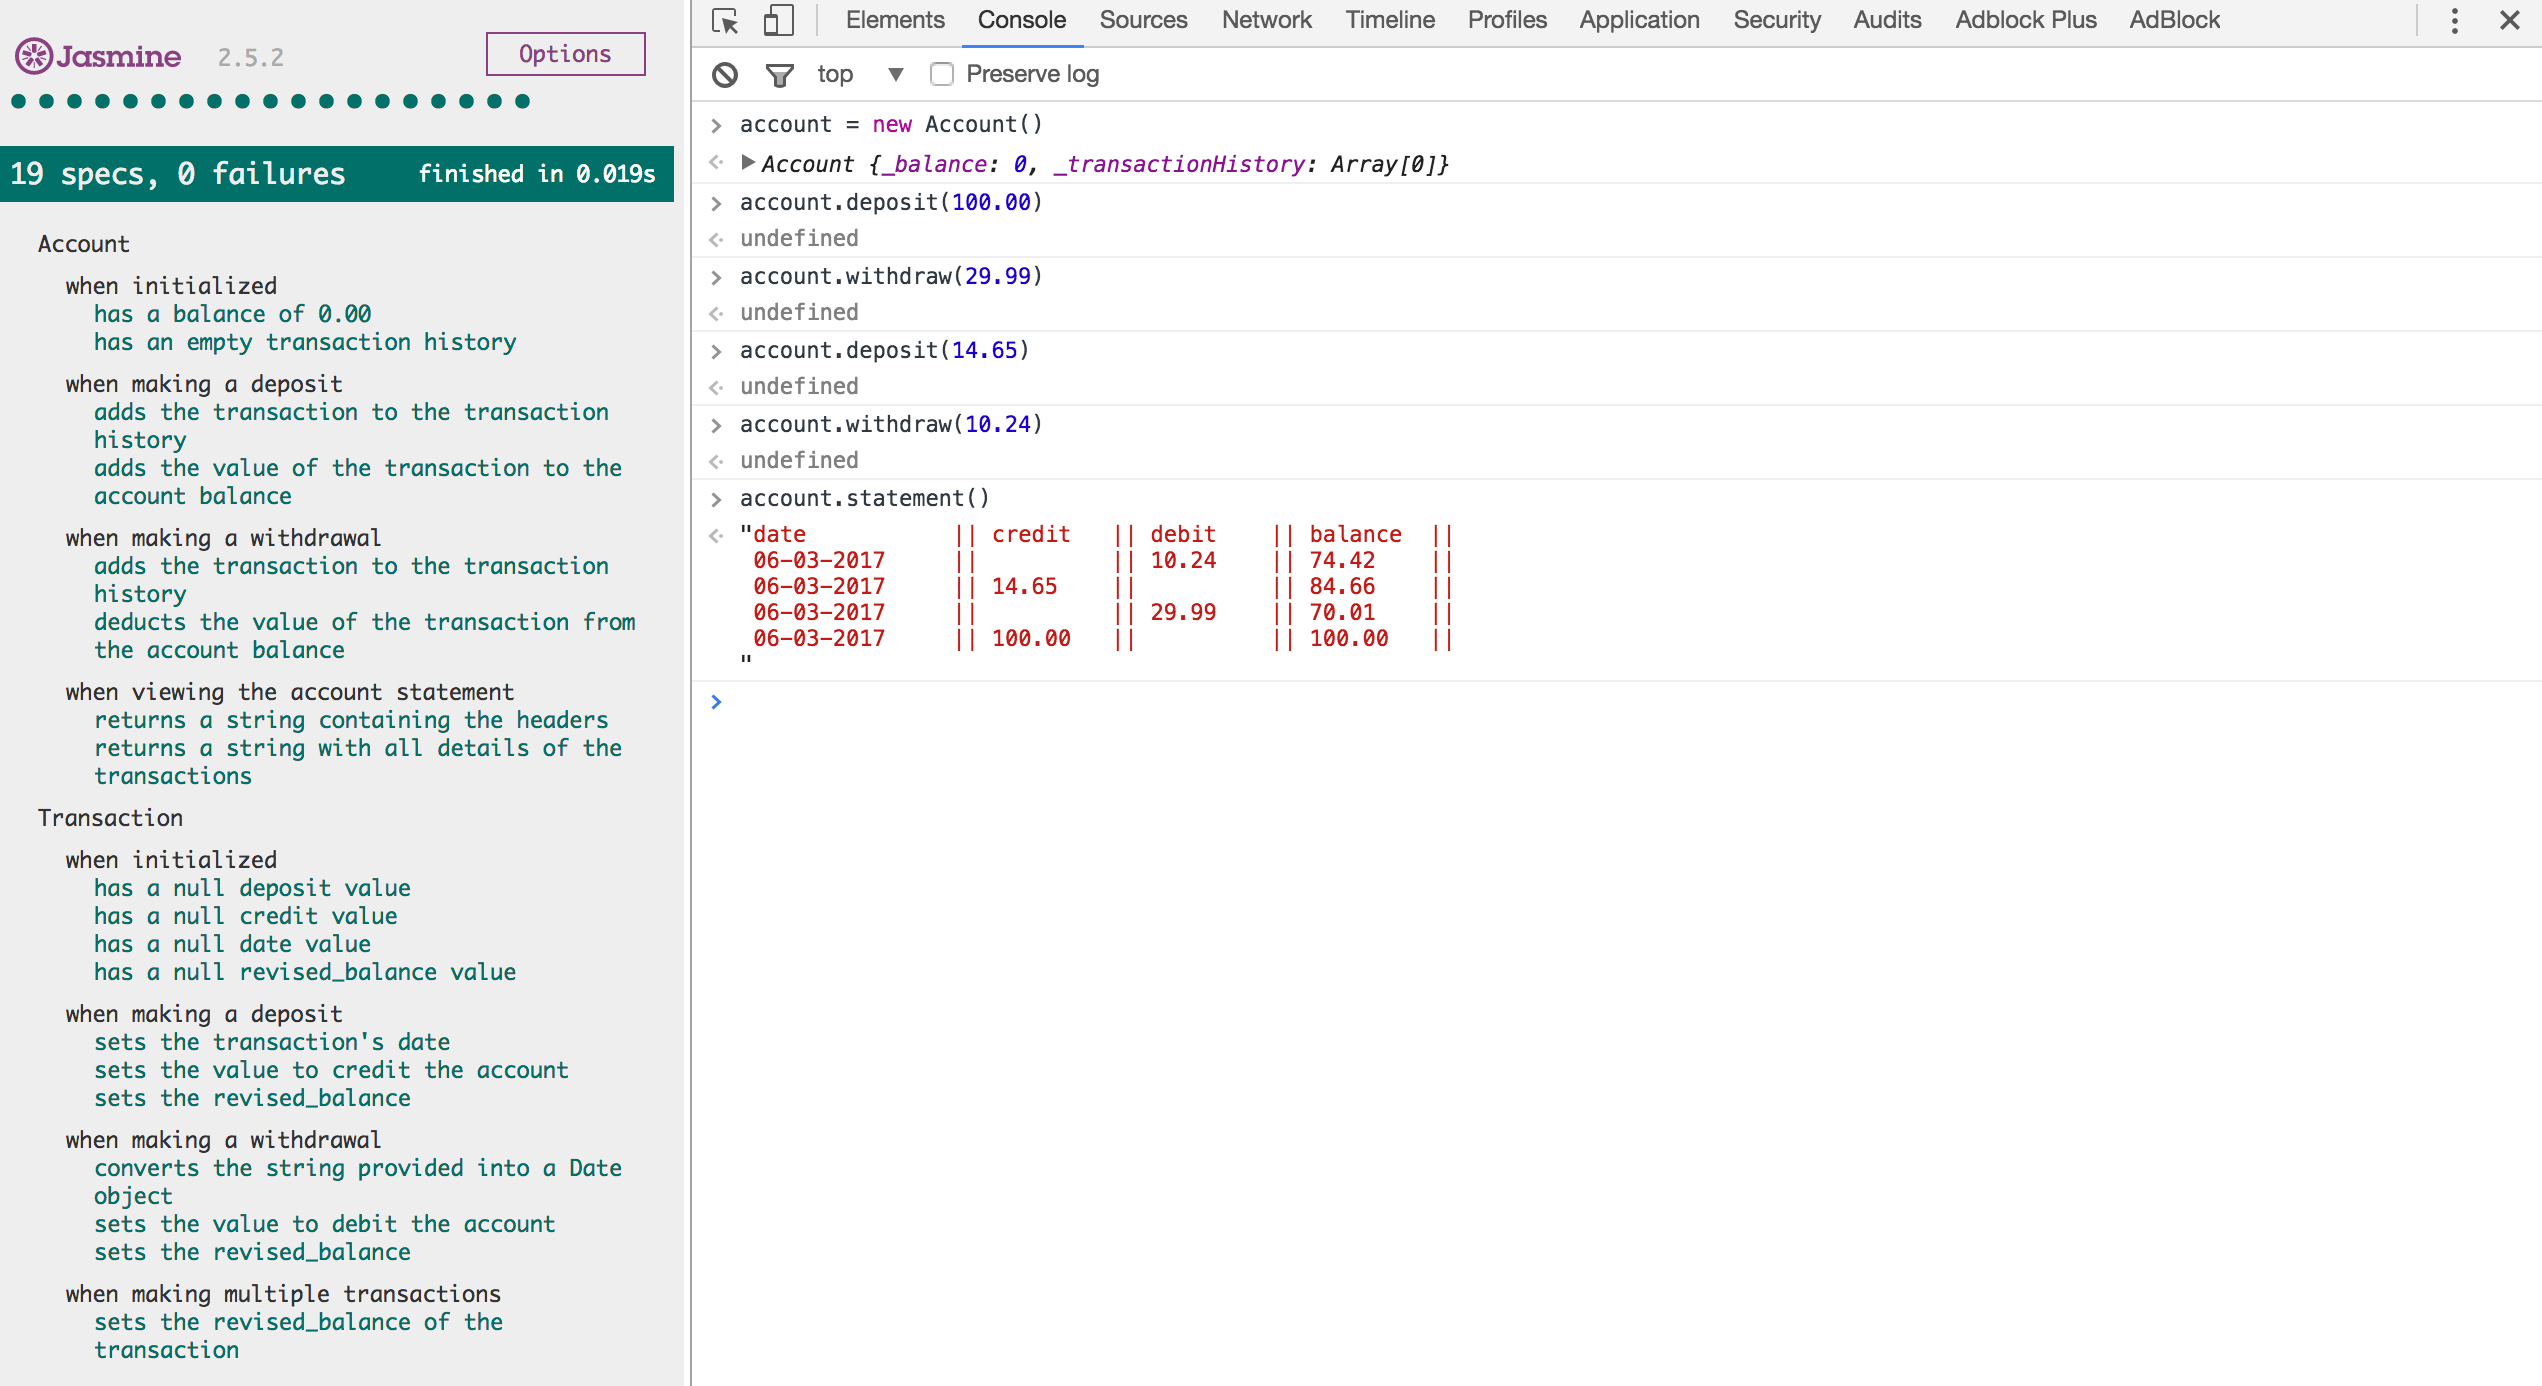 Jasmine 2.5.2 Options
19 specs, 0 failures finished in 0.019s
Account
when initialized
has a balance of 0.00
has an empty transaction history
when making a deposit
adds the transaction to the transaction
history
adds the value of the transaction to the
account balance
when making a withdrawal
adds the transaction to the transaction
history
deducts the value of the transaction from
the account balance
when viewing the account statement
returns a string containing the headers
returns a string with all details of the
transactions
Transaction
when initialized
has a null deposit value
has a null credit value
has a null date value
has a null revised_balance value
when making a deposit
sets the transaction's date
sets the value to credit the account
sets the revised_balance
when making a withdrawal
converts the string provided into a Date
object
sets the value to debit the account
sets the revised_balance
when making multiple transactions
sets the revised_balance of the
transaction
Elements Console Sources Network Timeline Profiles Application Security Audits Adblock Plus AdBlock
top ▼ Preserve log
> account = new Account()
Account {_balance: 0, _transactionHistory: Array[0]}
> account.deposit(100.00)
undefined
> account.withdraw(29.99)
undefined
> account.deposit(14.65)
undefined
> account.withdraw(10.24)
undefined
> account.statement()
"date || credit || debit || balance ||
06-03-2017 || || 10.24 || 74.42 ||
06-03-2017 || 14.65 || || 84.66 ||
06-03-2017 || || 29.99 || 70.01 ||
06-03-2017 || 100.00 || || 100.00 ||
"
>